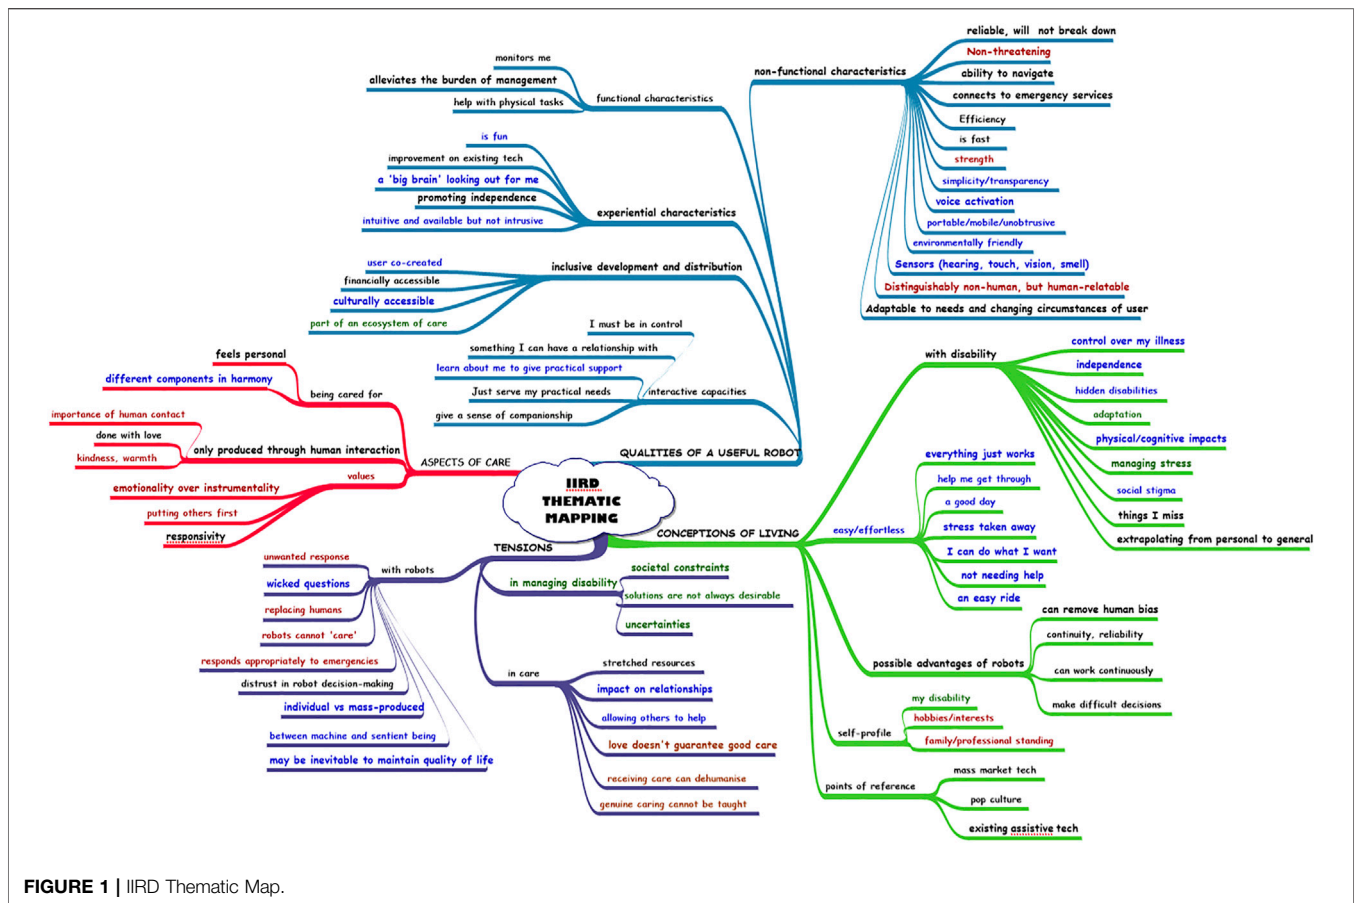 reliable, will not break down
Non-threatening
non-functional characteristics
ability to navigate
connects to emergency services
Efficiency
is fast
strength
simplicity/transparency
voice activation
portable/mobile/unobtrusive
environmentally friendly
Sensors (hearing, touch, vision, smell)
Distinguishably non-human, but human-relatable
Adaptable to needs and changing circumstances of user
monitors me
alleviates the burden of management
help with physical tasks
functional characteristics
is fun
improvement on existing tech
a 'big brain' looking out for me
promoting independence
intuitive and available but not intrusive
experiential characteristics
user co-created
financially accessible
culturally accessible
part of an ecosystem of care
inclusive development and distribution
I must be in control
something I can have a relationship with
learn about me to give practical support
Just serve my practical needs
give a sense of companionship
interactive capacities
QUALITIES OF A USEFUL ROBOT
feels personal
different components in harmony
being cared for
importance of human contact
done with love
kindness, warmth
only produced through human interaction
values
emotionality over instrumentality
putting others first
responsivity
ASPECTS OF CARE
IIRD
THEMATIC
MAPPING
TENSIONS
with robots
unwanted response
wicked questions
replacing humans
robots cannot 'care'
responds appropriately to emergencies
distrust in robot decision-making
individual vs mass-produced
between machine and sentient being
may be inevitable to maintain quality of life
in managing disability
societal constraints
solutions are not always desirable
uncertainties
in care
stretched resources
impact on relationships
allowing others to help
love doesn't guarantee good care
receiving care can dehumanise
genuine caring cannot be taught
CONCEPTIONS OF LIVING
with disability
control over my illness
independence
hidden disabilities
adaptation
physical/cognitive impacts
managing stress
social stigma
things I miss
extrapolating from personal to general
easy/effortless
everything just works
help me get through
a good day
stress taken away
I can do what I want
not needing help
an easy ride
possible advantages of robots
can remove human bias
continuity, reliability
can work continuously
make difficult decisions
self-profile
my disability
hobbies/interests
family/professional standing
points of reference
mass market tech
pop culture
existing assistive tech
FIGURE 1 | IIRD Thematic Map.